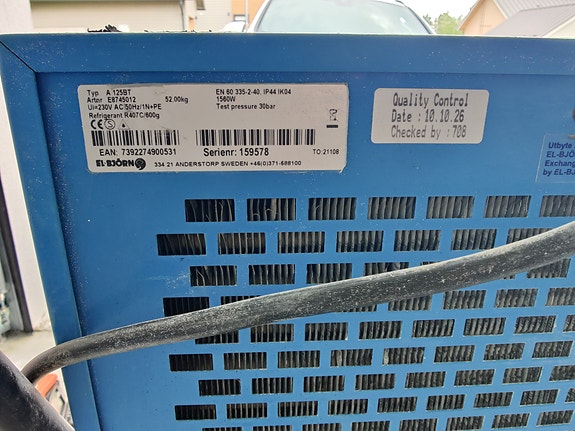 Typ A 125BT
EN 60 335-2-40, IP44 IK04
Artnr E8745012 52.00kg
1560W
Ui=230V AC/50Hz/1N+PE
Test pressure 30bar
Refrigerant R407C/600g
CE S
EAN: 7392274900531
Serienr: 159578
TO 21108
EL-BJÖRN
334 21 ANDERSTORP SWEDEN +46(0)371-588100
Quality Control
Date : 10.10.26
Checked by :708
Utbyte
EL-BJÖ
Exchang
by EL-BJ